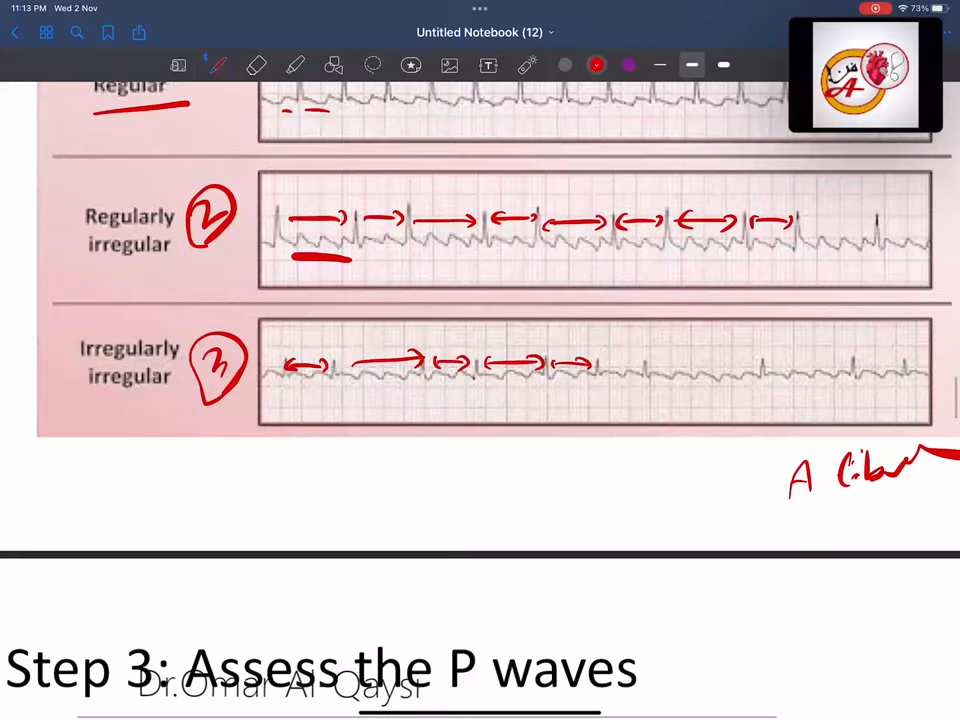 11:13 PM Wed 2 Nov
73%
Untitled Notebook (12)
فن
A
Regular
Regularly
irregular
2
Irregularly
irregular
3
A
Step 3: Assess the P waves
Dr.Omar Al-Qaysi